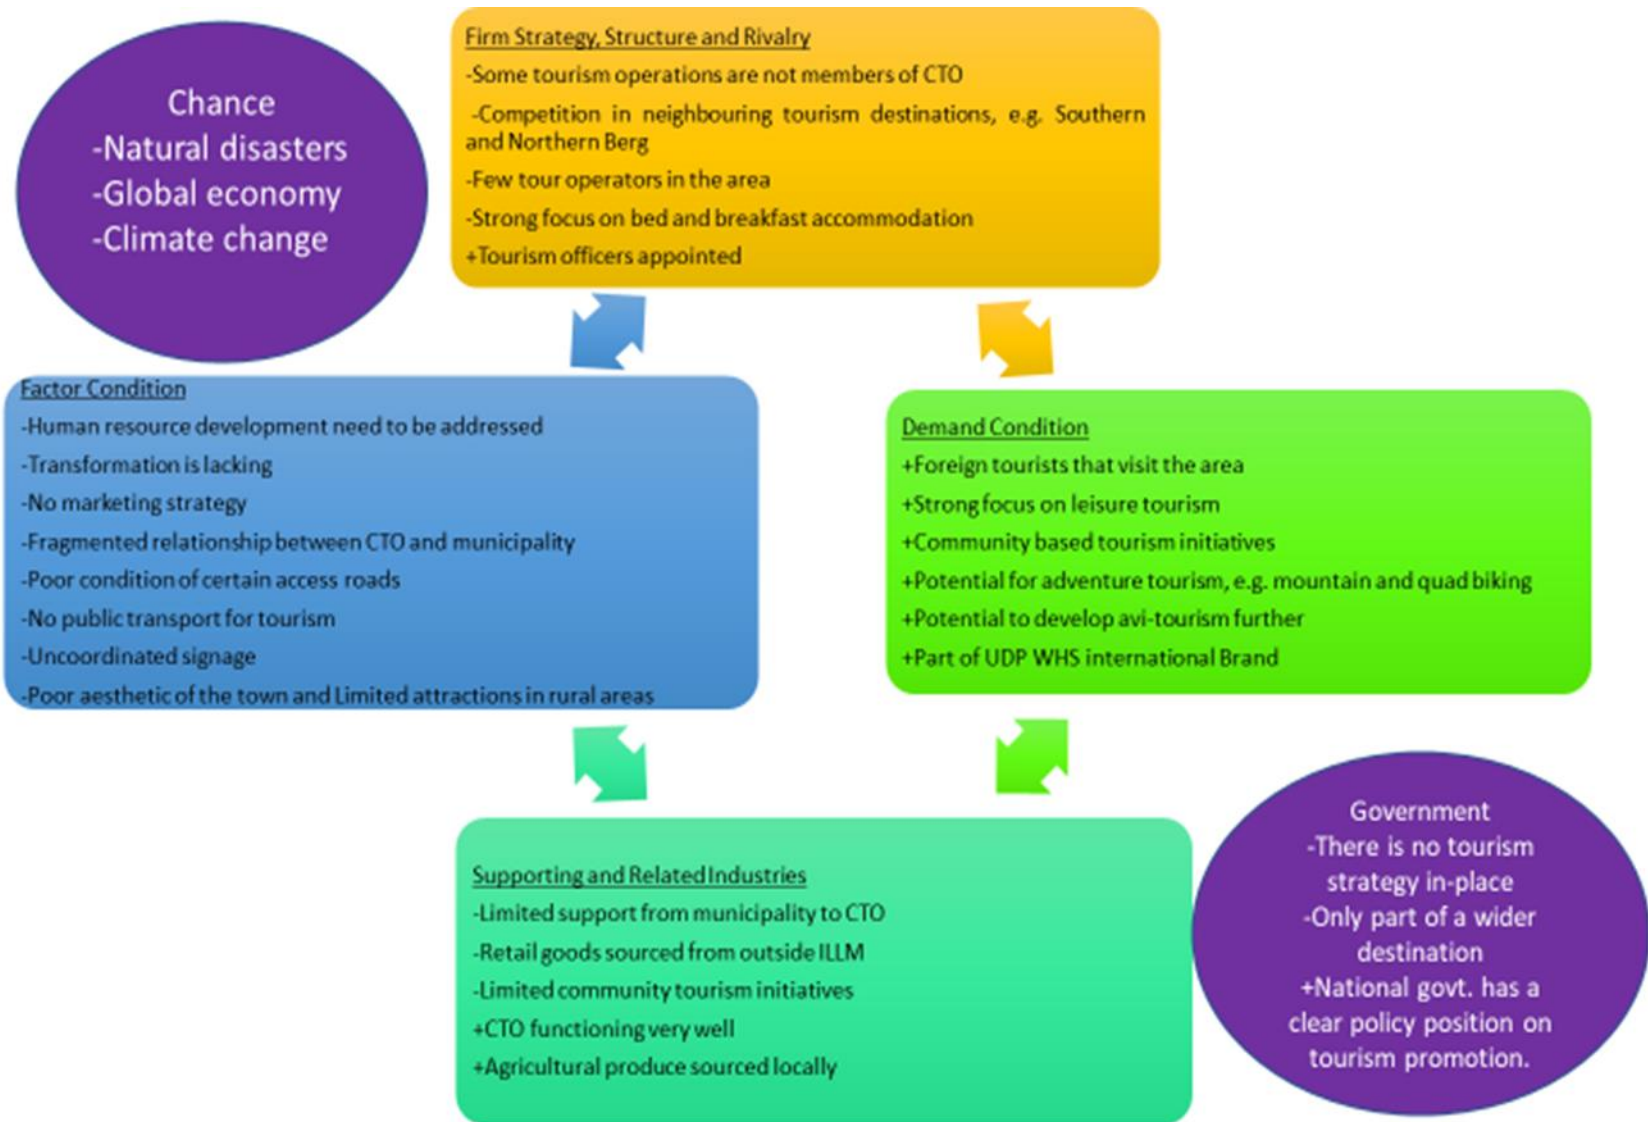 Chance
-Natural disasters
-Global economy
-Climate change
Firm Strategy, Structure and Rivalry
-Some tourism operations are not members of CTO
-Competition in neighbouring tourism destinations, e.g. Southern
and Northern Berg
-Few tour operators in the area
-Strong focus on bed and breakfast accommodation
+Tourism officers appointed
Factor Condition
-Human resource development need to be addressed
-Transformation is lacking
-No marketing strategy
-Fragmented relationship between CTO and municipality
-Poor condition of certain access roads
-No public transport for tourism
-Uncoordinated signage
-Poor aesthetic of the town and Limited attractions in rural areas
Demand Condition
+Foreign tourists that visit the area
+Strong focus on leisure tourism
+Community based tourism initiatives
+Potential for adventure tourism, e.g. mountain and quad biking
+Potential to develop avi-tourism further
+Part of UDP WHS international Brand
Supporting and Related Industries
-Limited support from municipality to CTO
-Retail goods sourced from outside ILLM
-Limited community tourism initiatives
+CTO functioning very well
+Agricultural produce sourced locally
Government
-There is no tourism
strategy in-place
-Only part of a wider
destination
+National govt. has a
clear policy position on
tourism promotion.